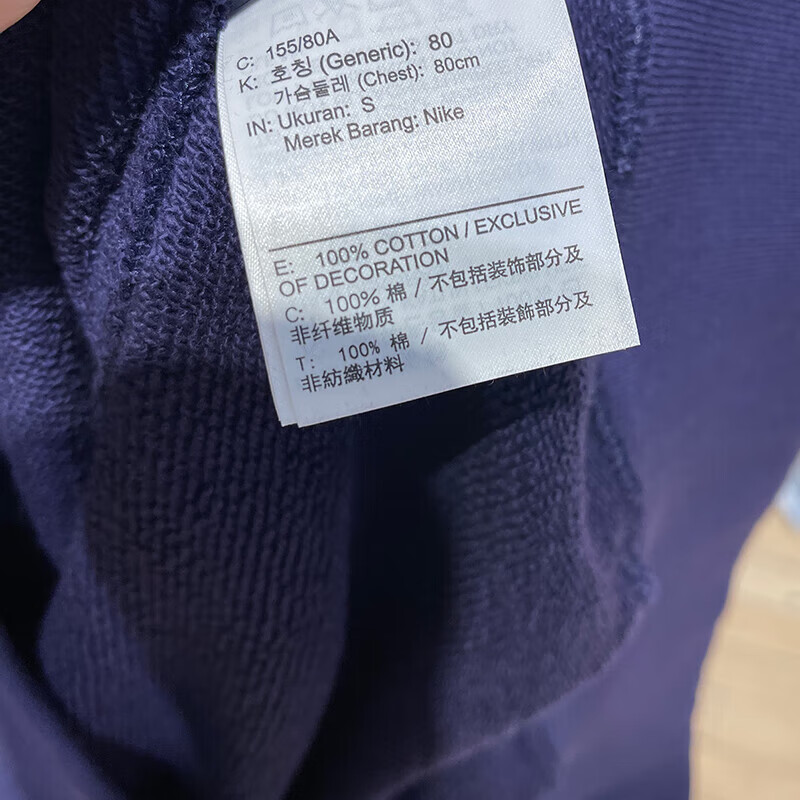 C: 155/80A
K: 호칭 (Generic): 80
가슴둘레 (Chest): 80cm
IN: Ukuran: S
Merek Barang: Nike
E: 100% COTTON / EXCLUSIVE
OF DECORATION
C: 100% 棉 / 不包括装饰部分及
非纤维物质
T: 100% 棉 / 不包括裝飾部分及
非紡織材料